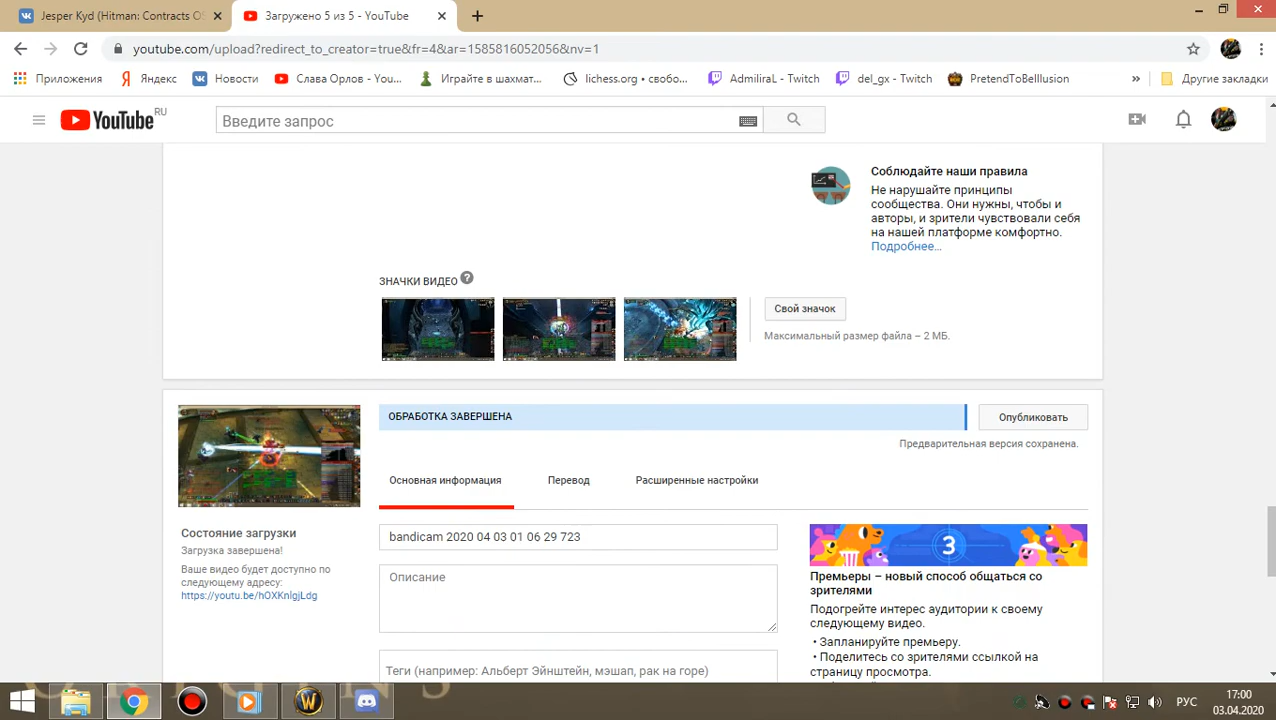 Jesper Kyd (Hitman: Contracts OS
Загружено 5 из 5 - YouTube
youtube.com/upload?redirect_to_creator=true&fr=4&ar=1585816052056&nv=1
Приложения
Яндекс
Новости
Слава Орлов - You...
Играйте в шахмат...
lichess.org • свобо...
AdmiraL - Twitch
del_gx - Twitch
PretendToBeIllusion
»
Другие закладки
YouTube RU
Введите запрос
Соблюдайте наши правила
Не нарушайте принципы
сообщества. Они нужны, чтобы и
авторы, и зрители чувствовали себя
на нашей платформе комфортно.
Подробнее...
ЗНАЧКИ ВИДЕО ?
Свой значок
Максимальный размер файла – 2 МБ.
ОБРАБОТКА ЗАВЕРШЕНА
Опубликовать
Предварительная версия сохранена.
Основная информация
Перевод
Расширенные настройки
Состояние загрузки
Загрузка завершена!
Ваше видео будет доступно по
следующему адресу:
https://youtu.be/hOXKnlgjLdg
bandicam 2020 04 03 01 06 29 723
Описание
Теги (например: Альберт Эйнштейн, мэшап, рак на горе)
3
Премьеры – новый способ общаться со
зрителями
Подогрейте интерес аудитории к своему
следующему видео.
• Запланируйте премьеру.
• Поделитесь со зрителями ссылкой на
страницу просмотра.
РУС
17:00
03.04.2020